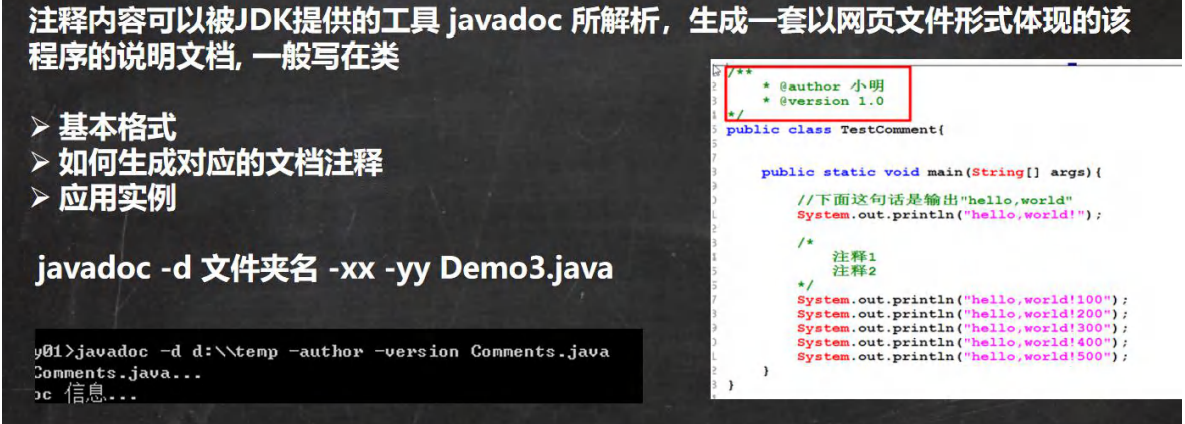 注释内容可以被JDK提供的工具 javadoc 所解析，生成一套以网页文件形式体现的该
程序的说明文档, 一般写在类
➢ 基本格式
➢ 如何生成对应的文档注释
➢ 应用实例
javadoc -d 文件夹名 -xx -yy Demo3.java
y01>javadoc -d d:\\temp -author -version Comments.java
Comments.java...
oc 信息...
/**
* @author 小明
* @version 1.0
*/
public class TestComment{
public static void main(String[] args){
//下面这句话是输出"hello,world"
System.out.println("hello,world!");
/*
注释1
注释2
*/
System.out.println("hello,world!100");
System.out.println("hello,world!200");
System.out.println("hello,world!300");
System.out.println("hello,world!400");
System.out.println("hello,world!500");
}
}